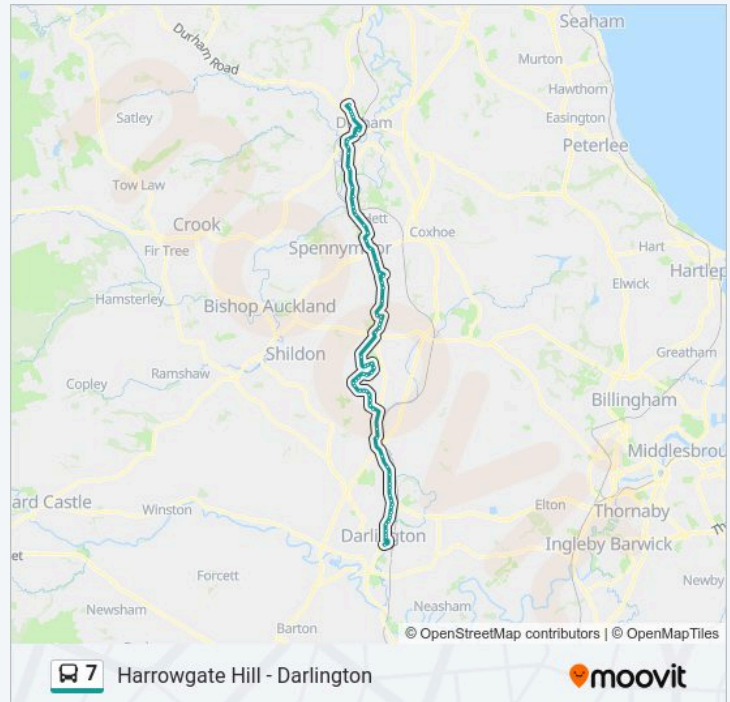 Seaham
Durham Road
Murton
Hawthorn
Satley
Easington
Peterlee
Tow Law
Crook
ett
Coxhoe
Fir Tree
Hart
Hartlep
Elwick
Hamsterley
Bishop Auckland
Greatham
Shildon
Ramshaw
Copley
Billingham
Middlesbrou
ard Castle
Winston
Elton
Thornaby
Darlington
Ingleby Barwick
et
Forcett
Newby
Newsham
Neasham
Barton
© OpenStreetMap contributors | © OpenMapTiles
7 Harrowgate Hill - Darlington
moovit